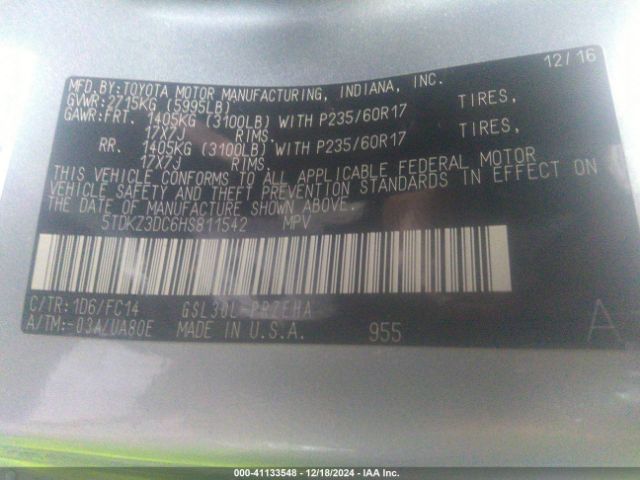 12/16
MFD.BY:TOYOTA MOTOR MANUFACTURING, INDIANA, INC.
GVWR:2715KG (5995LB)
GAWR:FRT. 1405KG (3100LB) WITH P235/60R17 TIRES,
17X7J RIMS.
RR. 1405KG (3100LB) WITH P235/60R17 TIRES,
17X7J RIMS.
THIS VEHICLE CONFORMS TO ALL APPLICABLE FEDERAL MOTOR
VEHICLE SAFETY AND THEFT PREVENTION STANDARDS IN EFFECT ON
THE DATE OF MANUFACTURE SHOWN ABOVE.
5TDKZ3DC6HS811542 MPV
C/TR: 1D6/FC14 GSL30L-PPZEHA
A/TM:-03A/UA80E MADE IN U.S.A. 955 A
000-41133548 - 12/18/2024 - IAA Inc.